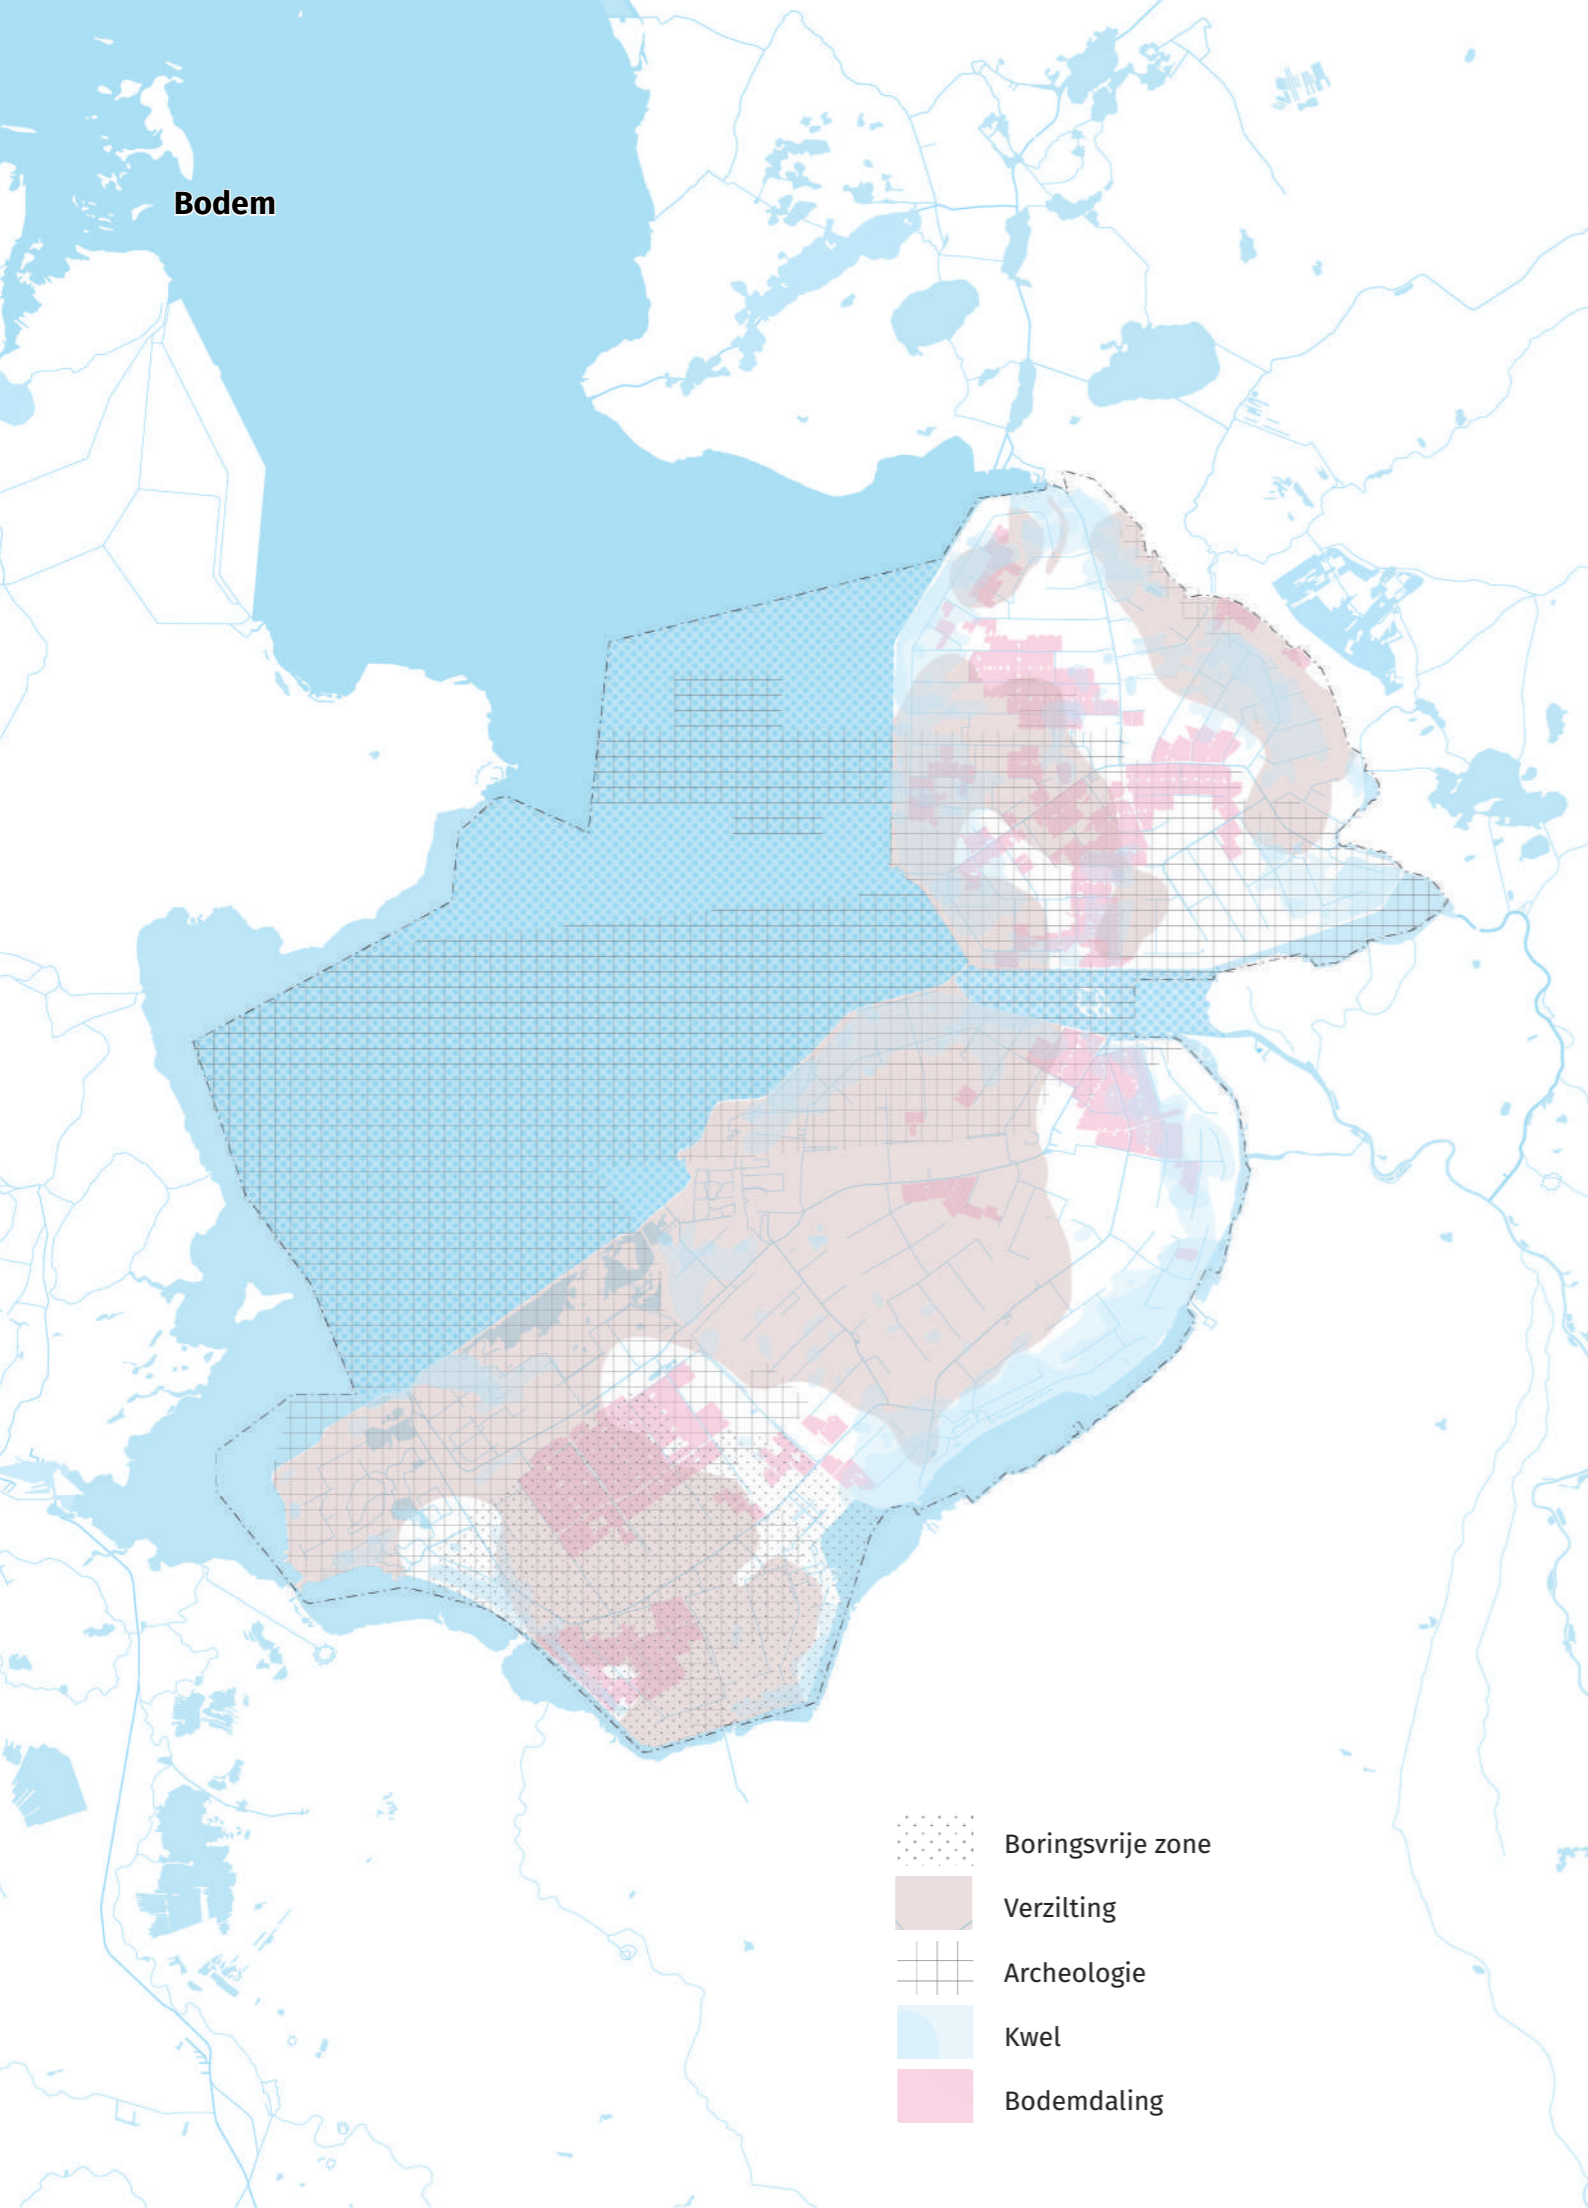 Bodem
Boringsvrije zone
Verzilting
Archeologie
Kwel
Bodemdaling